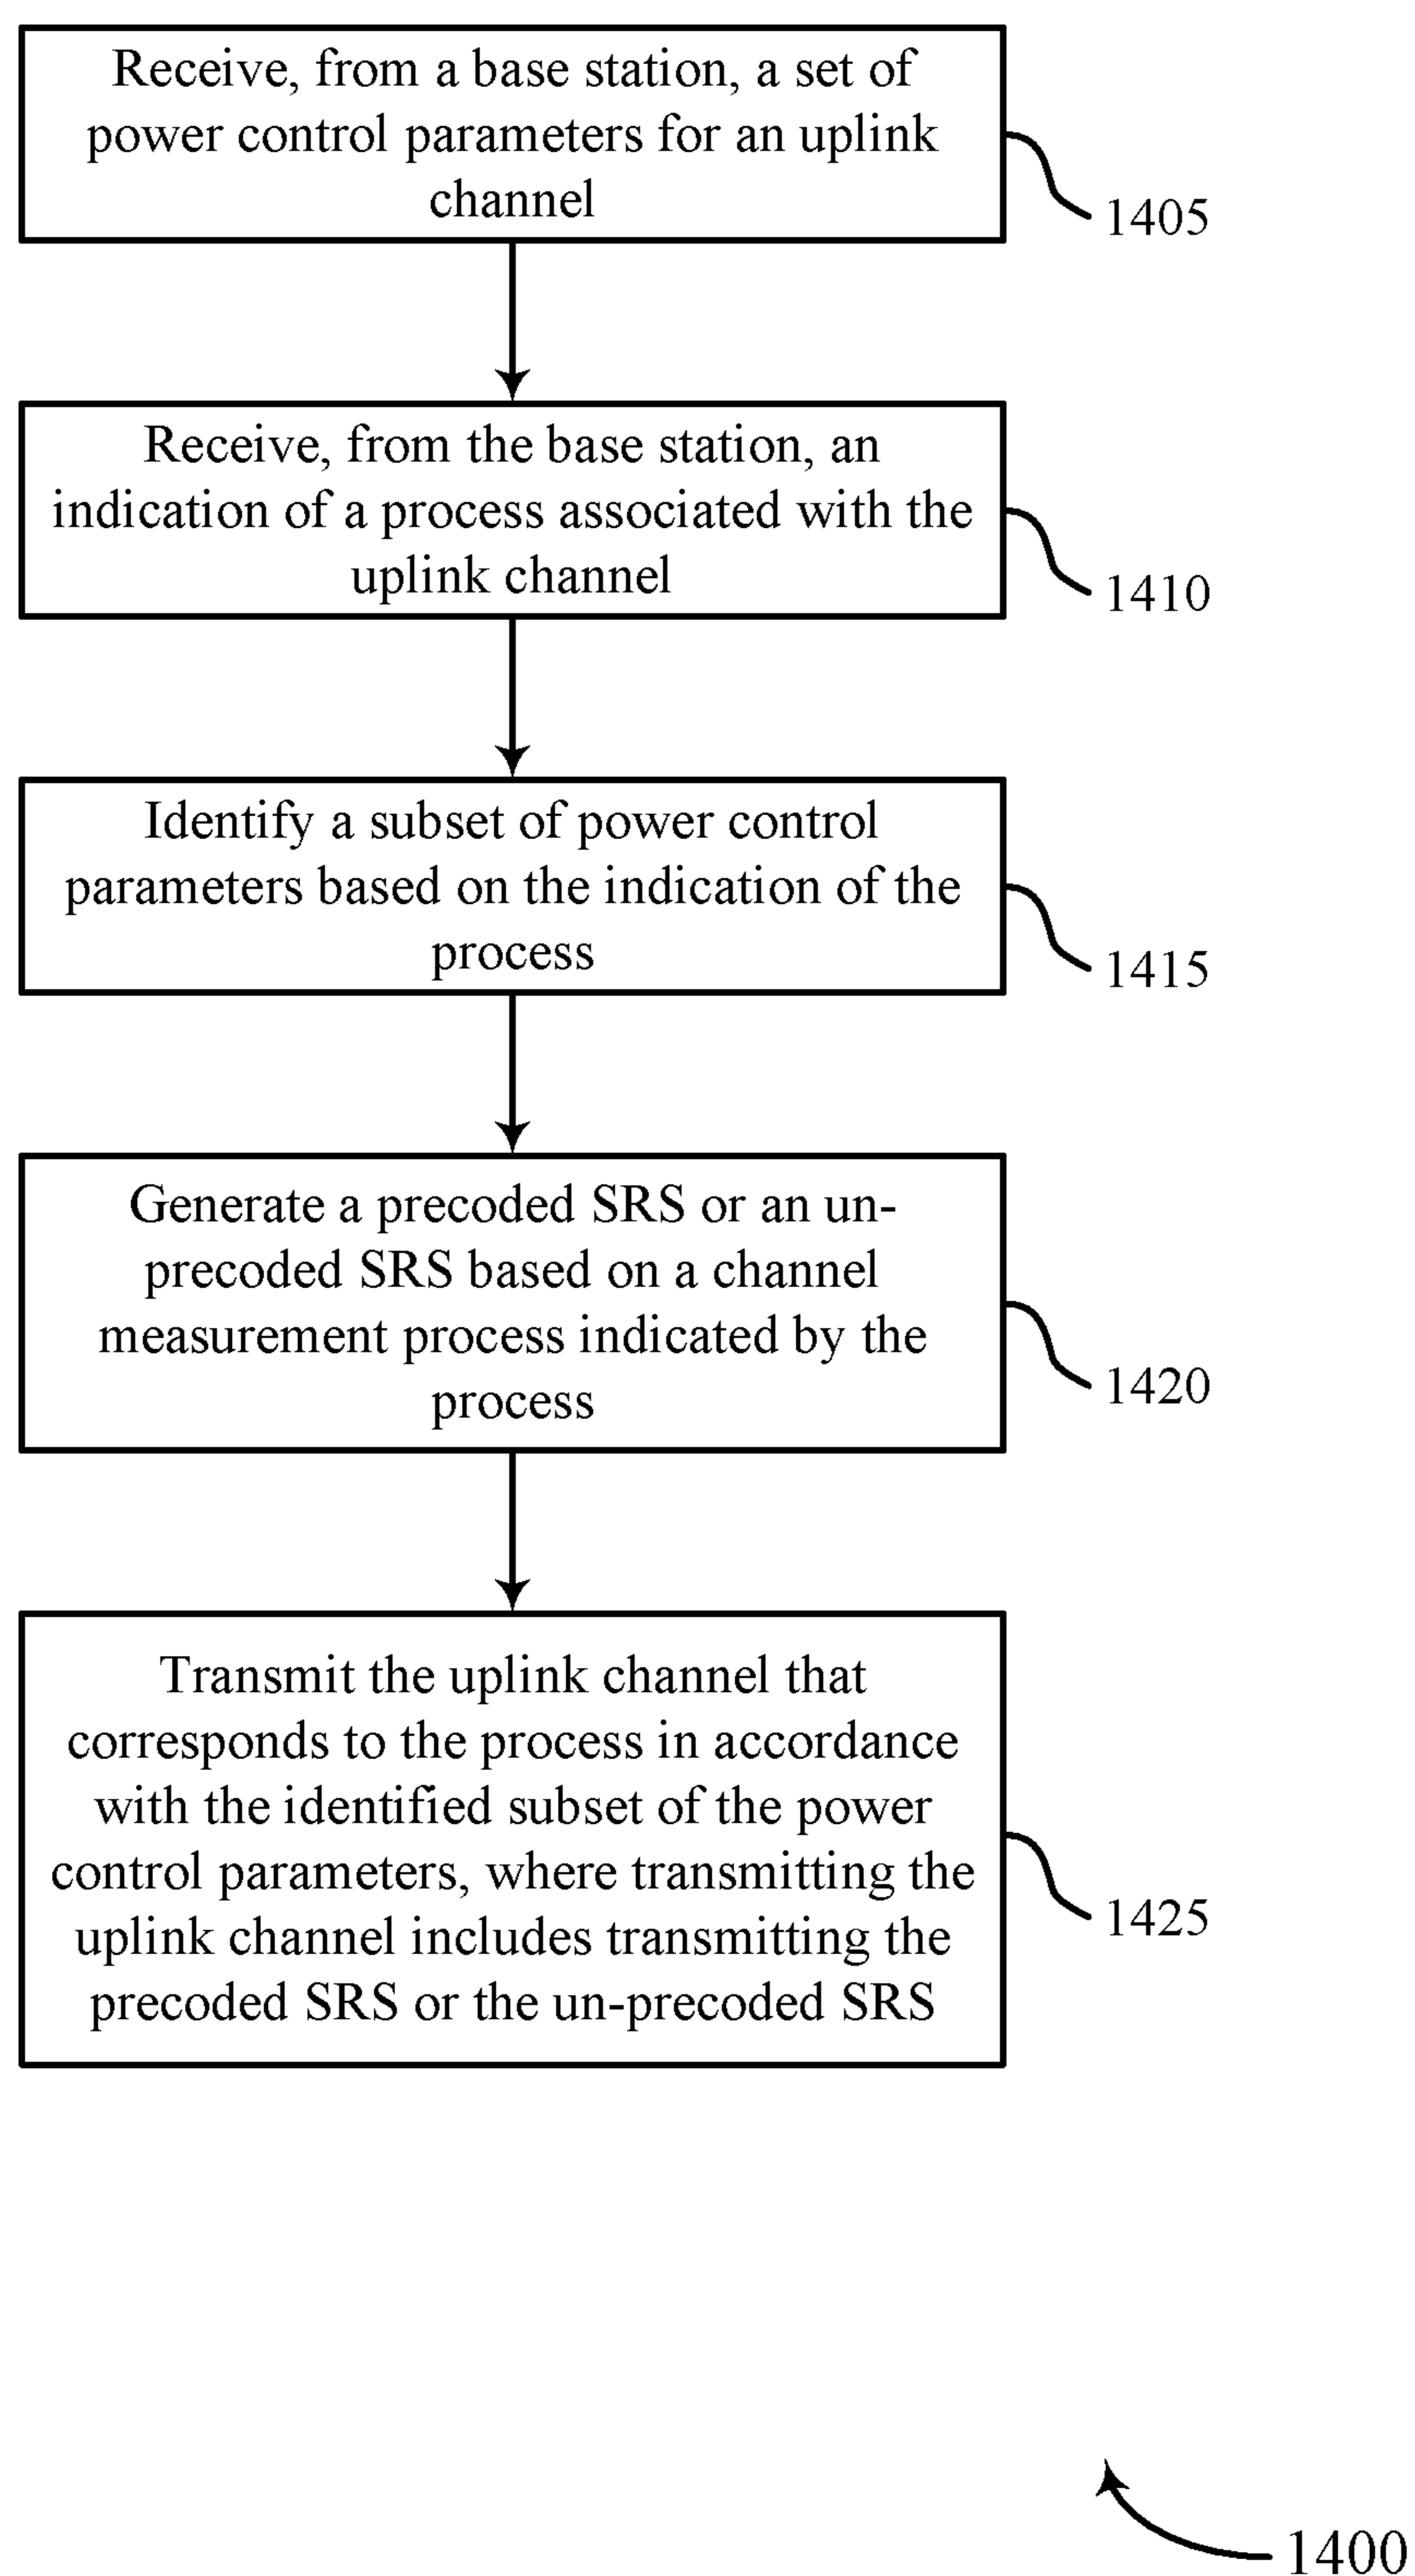 Receive, from a base station, a set of
power control parameters for an uplink
channel
1405
Receive, from the base station, an
indication of a process associated with the
uplink channel
1410
Identify a subset of power control
parameters based on the indication of the
process
1415
Generate a precoded SRS or an un-
precoded SRS based on a channel
measurement process indicated by the
process
1420
Transmit the uplink channel that
corresponds to the process in accordance
with the identified subset of the power
control parameters, where transmitting the
uplink channel includes transmitting the
precoded SRS or the un-precoded SRS
1425
1400